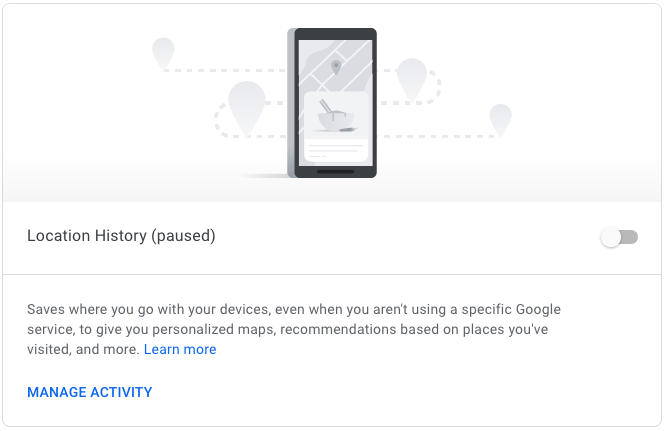 Location History (paused)
Saves where you go with your devices, even when you aren't using a specific Google
service, to give you personalized maps, recommendations based on places you've
visited, and more. Learn more
MANAGE ACTIVITY